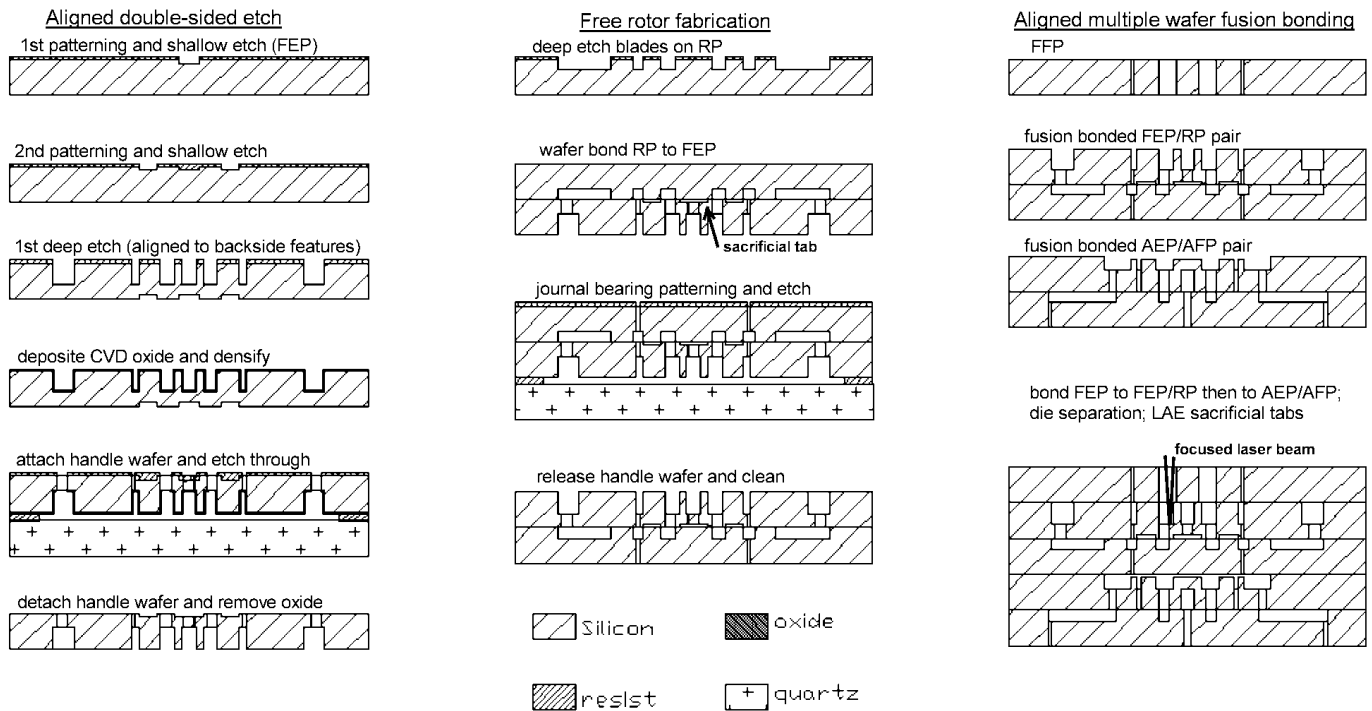 Aligned double-sided etch
1st patterning and shallow etch (FEP)
2nd patterning and shallow etch
1st deep etch (aligned to backside features)
deposite CVD oxide and densify
attach handle wafer and etch through
detach handle wafer and remove oxide
Free rotor fabrication
deep etch blades on RP
wafer bond RP to FEP
sacrificial tab
journal bearing patterning and etch
release handle wafer and clean
Silicon
oxide
resist
quartz
Aligned multiple wafer fusion bonding
FFP
fusion bonded FEP/RP pair
fusion bonded AEP/AFP pair
bond FEP to FEP/RP then to AEP/AFP;
die separation; LAE sacrificial tabs
focused laser beam